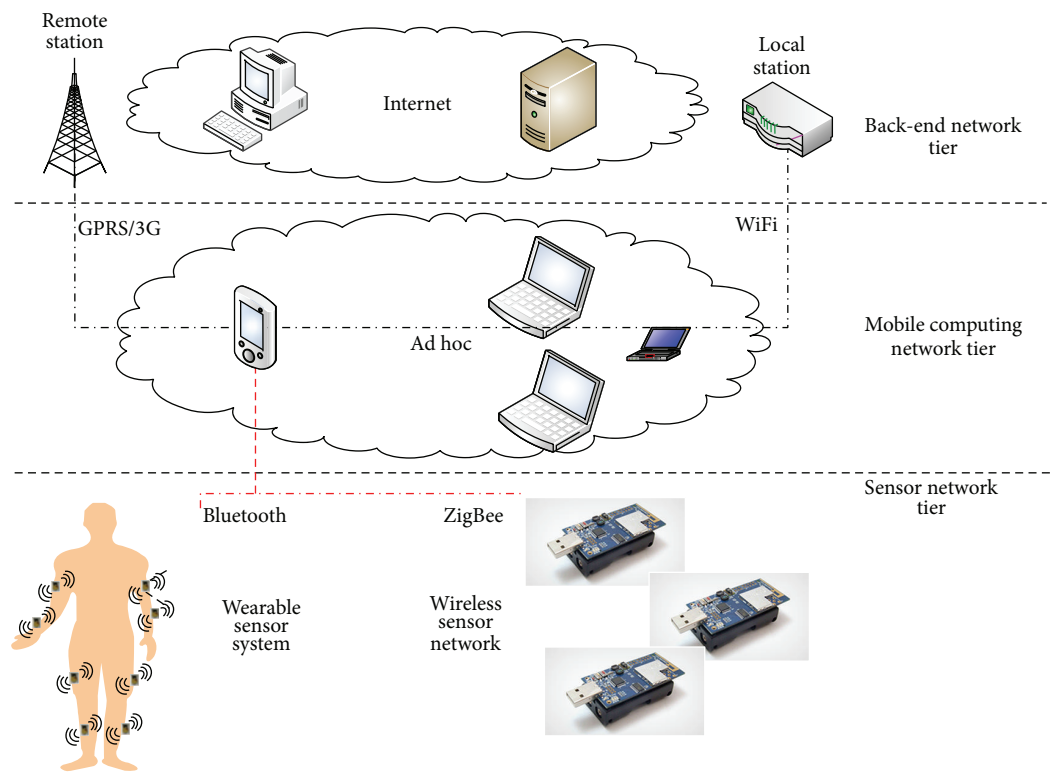 Remote
station
Internet
Local
station
Back-end network
tier
GPRS/3G
WiFi
Ad hoc
Mobile computing
network tier
Sensor network
tier
Bluetooth
ZigBee
Wearable
sensor
system
Wireless
sensor
network